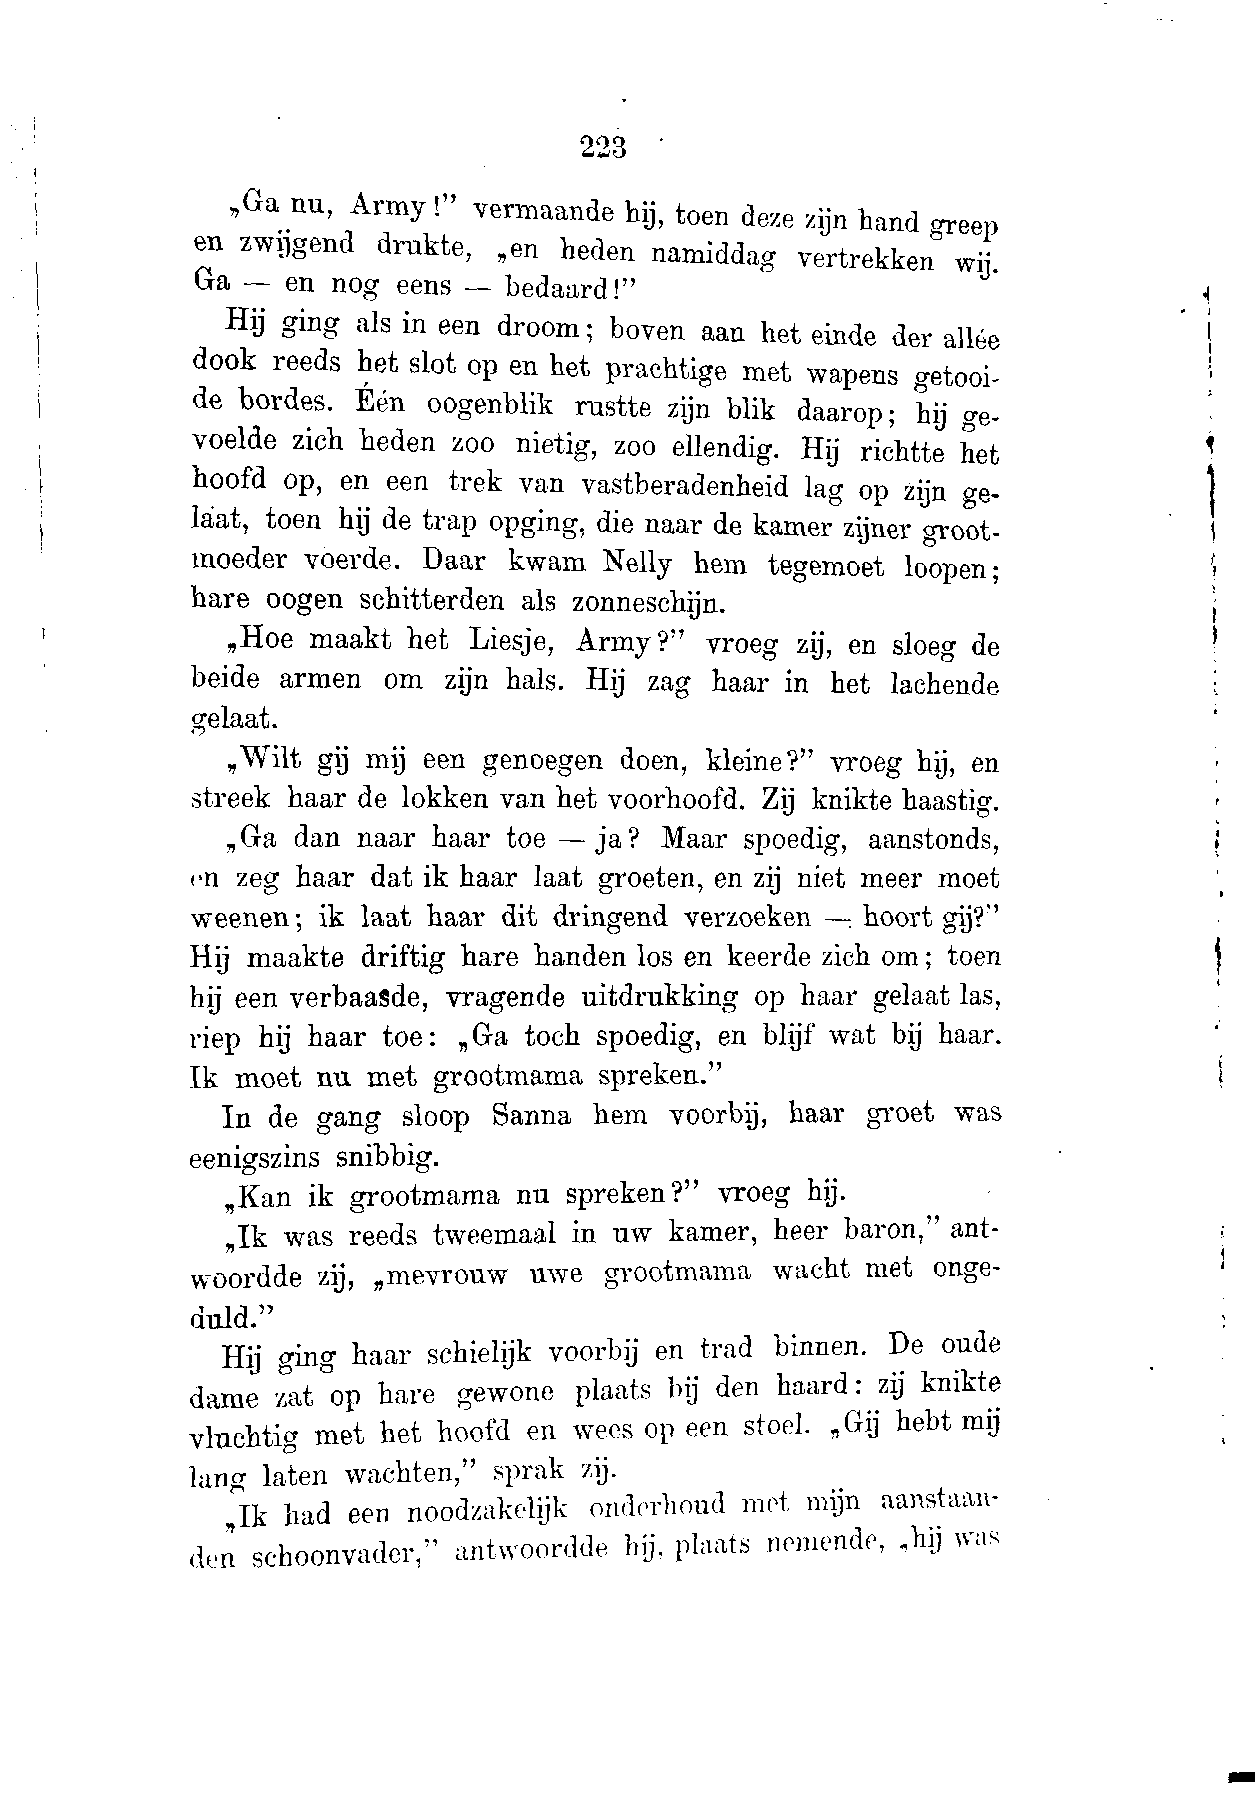 223
„Ga nu, Army!” vermaande hij, toen deze zijn hand greep
en zwijgend drukte, „en heden namiddag vertrekken wij.
Ga — en nog eens — bedaard!”
Hij ging als in een droom; boven aan het einde der allée
dook reeds het slot op en het prachtige met wapens getooi-
de bordes. Één oogenblik rustte zijn blik daarop; hij ge-
voelde zich heden zoo nietig, zoo ellendig. Hij richtte het
hoofd op, en een trek van vastberadenheid lag op zijn ge-
laat, toen hij de trap opging, die naar de kamer zijner groot-
moeder voerde. Daar kwam Nelly hem tegemoet loopen;
hare oogen schitterden als zonneschijn.
„Hoe maakt het Liesje, Army?” vroeg zij, en sloeg de
beide armen om zijn hals. Hij zag haar in het lachende
gelaat.
„Wilt gij mij een genoegen doen, kleine?” vroeg hij, en
streek haar de lokken van het voorhoofd. Zij knikte haastig.
„Ga dan naar haar toe — ja? Maar spoedig, aanstonds,
en zeg haar dat ik haar laat groeten, en zij niet meer moet
weenen; ik laat haar dit dringend verzoeken — hoort gij?”
Hij maakte driftig hare handen los en keerde zich om; toen
hij een verbaasde, vragende uitdrukking op haar gelaat las,
riep hij haar toe: „Ga toch spoedig, en blijf wat bij haar.
Ik moet nu met grootmama spreken.”
In de gang sloop Sanna hem voorbij, haar groet was
eenigszins snibbig.
„Kan ik grootmama nu spreken?” vroeg hij.
„Ik was reeds tweemaal in uw kamer, heer baron,” ant-
woordde zij, „mevrouw uwe grootmama wacht met onge-
duld.”
Hij ging haar schielijk voorbij en trad binnen. De oude
dame zat op hare gewone plaats bij den haard: zij knikte
vluchtig met het hoofd en wees op een stoel. „Gij hebt mij
lang laten wachten,” sprak zij.
„Ik had een noodzakelijk onderhoud met mijn aanstaan-
den schoonvader,” antwoordde hij, plaats nemende, „hij was